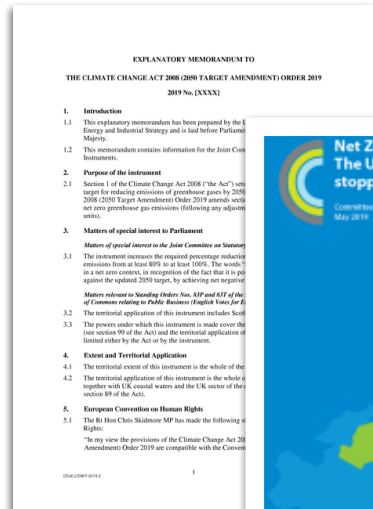 EXPLANATORY MEMORANDUM TO
THE CLIMATE CHANGE ACT 2008 (2050 TARGET AMENDMENT) ORDER 2019
2019 No. [XXXX]
1. Introduction
1.1 This explanatory memorandum has been prepared by the
Energy and Industrial Strategy and is laid before
Majesty.
1.2 This memorandum contains information for the Joint
Instruments.
2. Purpose of the instrument
2.1 Section 1 of the Climate Change Act 2008 ("the Act")
target for reducing emissions of greenhouse gases by 2050
2008 (2050 Target Amendment) Order 2019 amends
net zero greenhouse gas emissions (following any
units).
3. Matters of special interest to Parliament
Matters of special interest to the Joint Committee on
3.1 The instrument increases the required percentage
emissions from at least 80% to at least 100%. The words
in a net zero context, in recognition of the fact that it is
against the updated 2050 target, by achieving net negative
Matters relevant to Standing Orders Nos. 83P and 83T of the
of Commons relating to Public Business (English Votes for
3.2 The territorial application of this instrument includes
3.3 The powers under which this instrument is made cover the
(see section 99 of the Act) and the territorial application of
limited either by the Act or by the instrument.
4. Extent and Territorial Application
4.1 The territorial extent of this instrument is the whole of the
4.2 The territorial application of this instrument is the whole
together with UK coastal waters and the UK sector of the
section 89 of the Act).
5. European Convention on Human Rights
5.1 The Rt Hon Chris Skidmore MP has made the following
Rights:
"In my view the provisions of the Climate Change Act
Amendment) Order 2019 are compatible with the
1
Net
The
Committee
May 2019